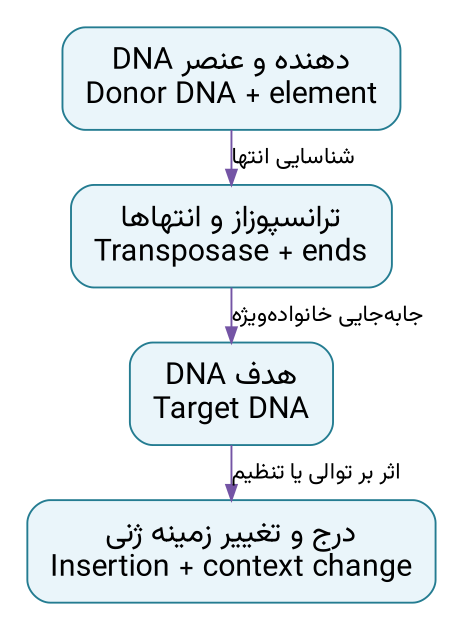 DNA دهنده و عنصر
Donor DNA + element
شناسایی انتها
ترانسپوزاز و انتهاها
Transposase + ends
جابه‌جایی خانواده‌ویژه
DNA هدف
Target DNA
اثر بر توالی یا تنظیم
درج و تغییر زمینه ژنی
Insertion + context change